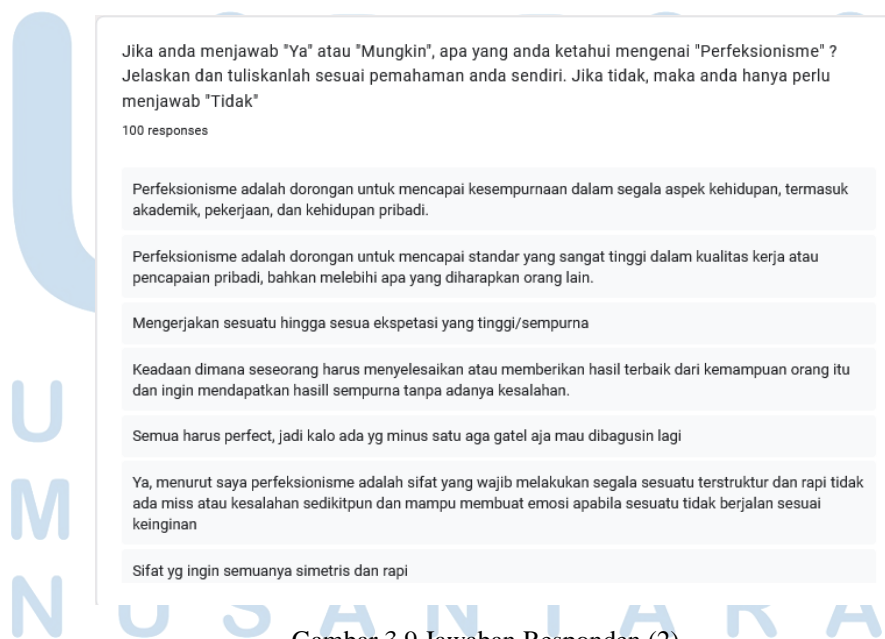 Jika anda menjawab "Ya" atau "Mungkin", apa yang anda ketahui mengenai "Perfeksionisme" ?
Jelaskan dan tuliskanlah sesuai pemahaman anda sendiri. Jika tidak, maka anda hanya perlu
menjawab "Tidak"
100 responses
Perfeksionisme adalah dorongan untuk mencapai kesempurnaan dalam segala aspek kehidupan, termasuk
akademik, pekerjaan, dan kehidupan pribadi.
Perfeksionisme adalah dorongan untuk mencapai standar yang sangat tinggi dalam kualitas kerja atau
pencapaian pribadi, bahkan melebihi apa yang diharapkan orang lain.
Mengerjakan sesuatu hingga sesua ekspetasi yang tinggi/sempurna
Keadaan dimana seseorang harus menyelesaikan atau memberikan hasil terbaik dari kemampuan orang itu
dan ingin mendapatkan hasill sempurna tanpa adanya kesalahan.
Semua harus perfect, jadi kalo ada yg minus satu aga gatel aja mau dibagusin lagi
Ya, menurut saya perfeksionisme adalah sifat yang wajib melakukan segala sesuatu terstruktur dan rapi tidak
ada miss atau kesalahan sedikitpun dan mampu membuat emosi apabila sesuatu tidak berjalan sesuai
keinginan
Sifat yg ingin semuanya simetris dan rapi
U
M
N U S A N T A R A
Gambar 3.9 Jawaban Responden (2)